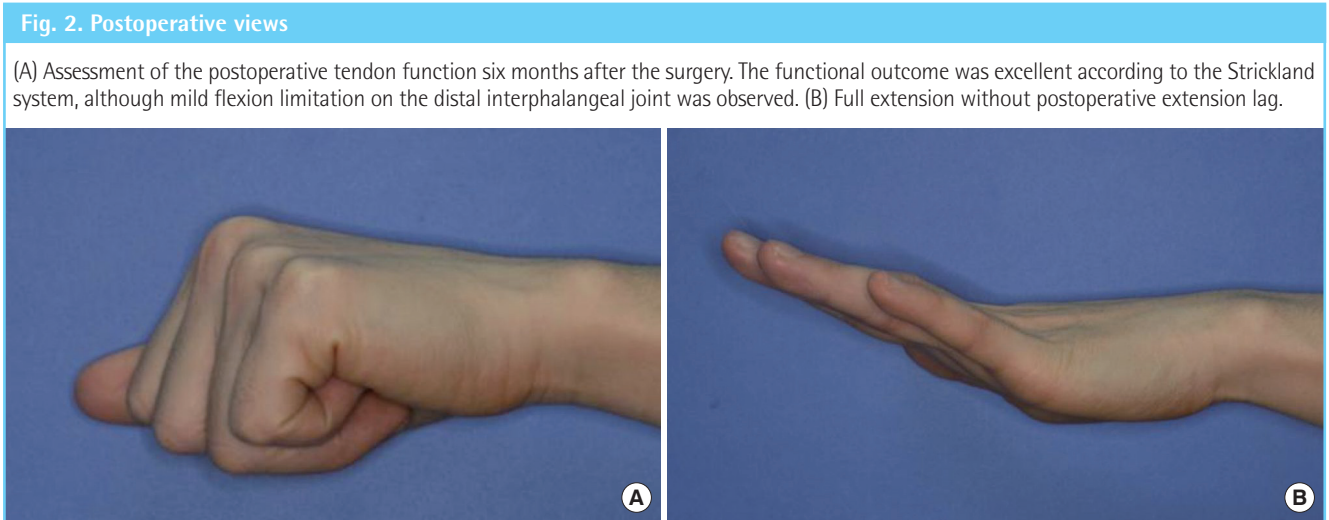 Fig. 2. Postoperative views
(A) Assessment of the postoperative tendon function six months after the surgery. The functional outcome was excellent according to the Strickland
system, although mild flexion limitation on the distal interphalangeal joint was observed. (B) Full extension without postoperative extension lag.
A
B